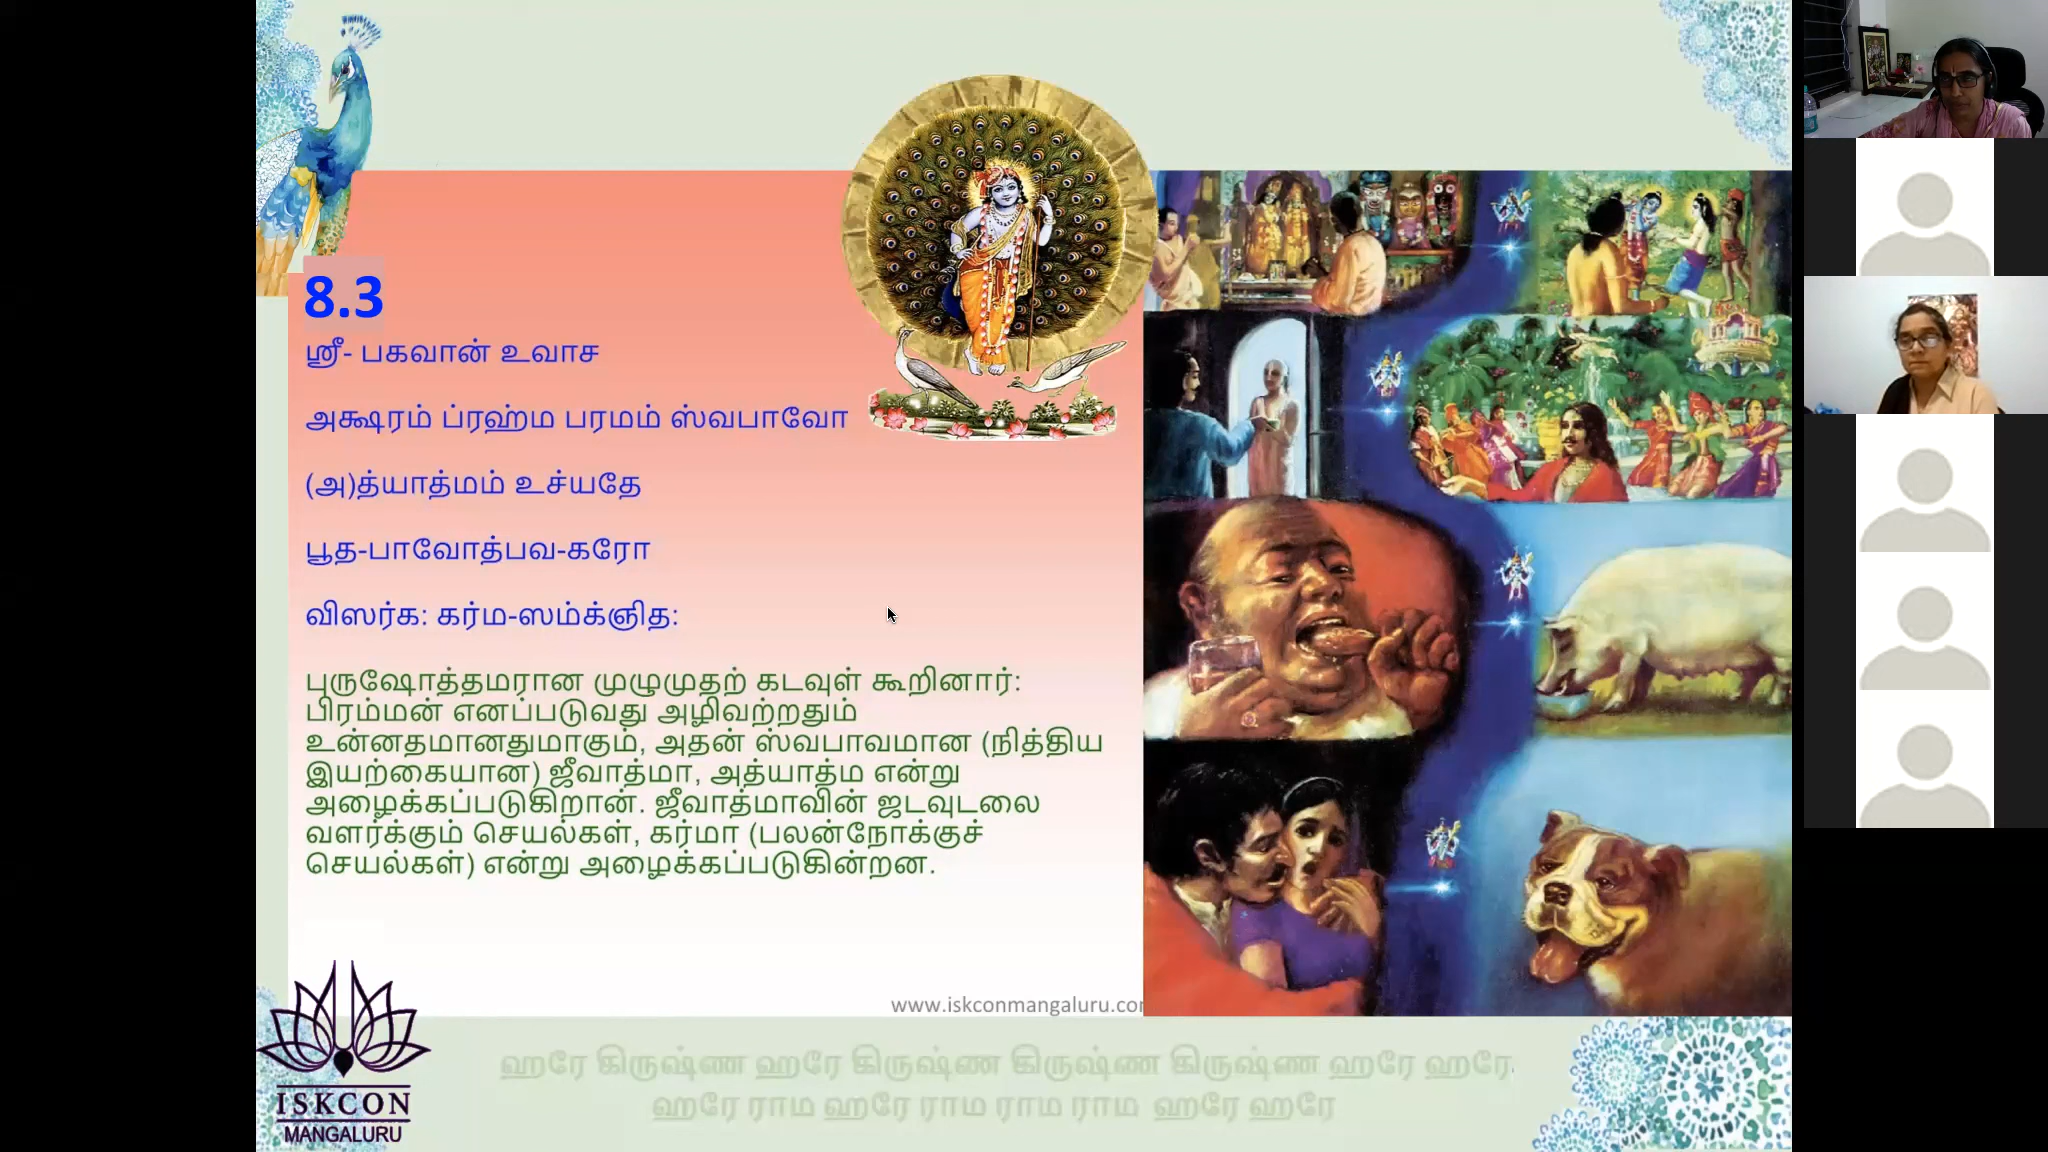 8.3
ஸ்ரீ- பகவான் உவாச
அக்ஷரம் ப்ரஹ்ம பரமம் ஸ்வபாவோ
(அ)த்யாத்மம் உச்யதே
பூத-பாவோத்பவ-கரோ
விஸர்க: கர்ம-ஸம்க்ஞித:
புருஷோத்தமரான முழுமுதற் கடவுள் கூறினார்:
பிரம்மன் எனப்படுவது அழிவற்றதும்
உன்னதமானதுமாகும், அதன் ஸ்வபாவமான (நித்திய
இயற்கையான) ஜீவாத்மா, அத்யாத்ம என்று
அழைக்கப்படுகிறான். ஜீவாத்மாவின் ஜடவுடலை
வளர்க்கும் செயல்கள், கர்மா (பலன்நோக்குச்
செயல்கள்) என்று அழைக்கப்படுகின்றன.
www.iskconmangaluru.cor
ஹரே கிருஷ்ண ஹரே கிருஷ்ண கிருஷ்ண கிருஷ்ண ஹரே ஹரே
ஹரே ராம ஹரே ராம ராம ராம ஹரே ஹரே
ISKCON
MANGALURU